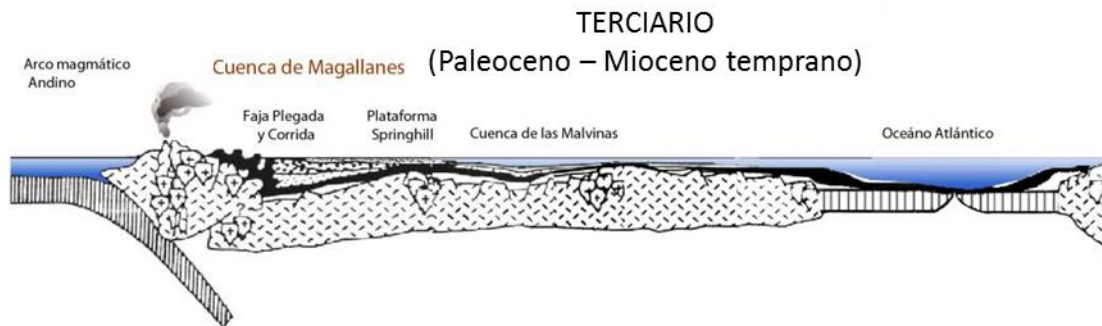 TERCIARIO
(Paleoceno – Mioceno temprano)
Arco magmático
Andino
Cuenca de Magallanes
Faja Plegada
y Corrida
Plataforma
Springhill
Cuenca de las Malvinas
Oceáno Atlántico